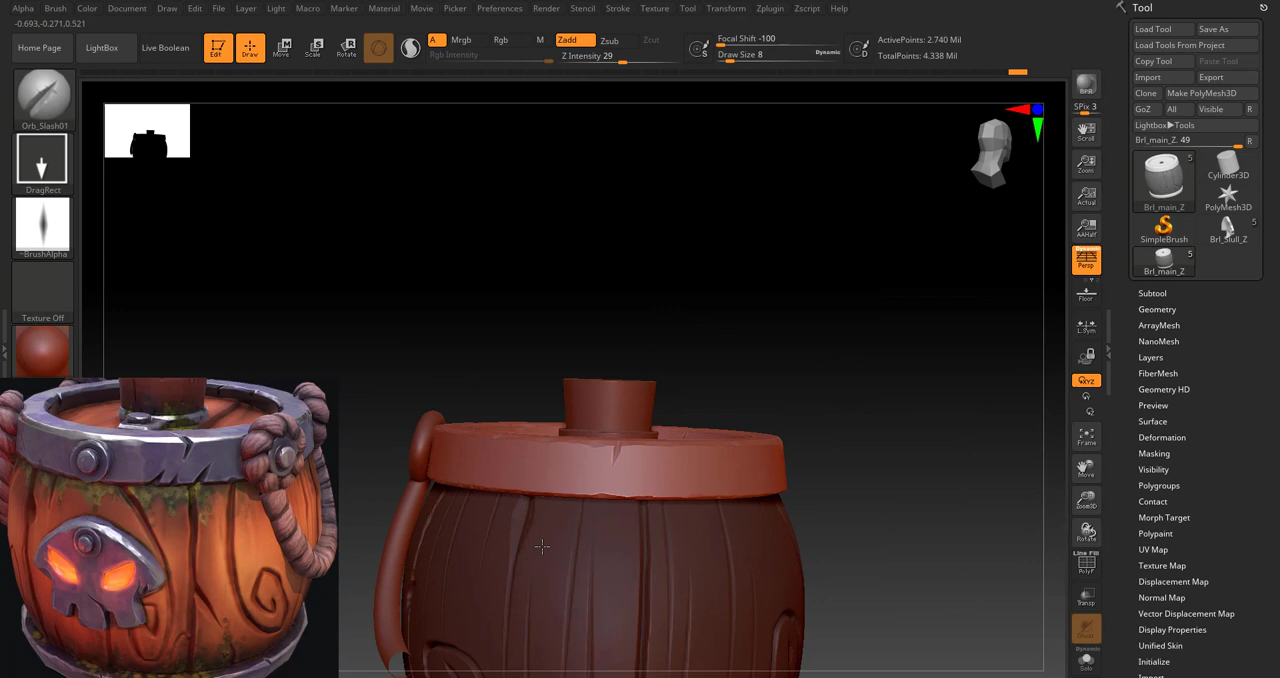 Alpha Brush Color Document Draw Edit File Layer Light Macro Marker Material Movie Picker Preferences Render Stencil Stroke Texture Tool Transform Zplugin Zscript Help
-0.693,-0.271,0.521
Home Page LightBox Live Boolean Edit Draw Move Scale Rotate
A Mrgb Rgb M Zadd Zsub Zcut
Rgb Intensity Z Intensity 29
Focal Shift -100
Draw Size 8 Dynamic
ActivePoints: 2.740 Mil
TotalPoints: 4.338 Mil
Orb_Slash01
DragRect
~BrushAlpha
Texture Off
BPR
SPix 3
Scroll
Zoom
Actual
AAHalf
Dynamic
Persp
Floor
L.Sym
XYZ
Frame
Move
Zoom3D
Rotate
Line Fill
PolyF
Transp
Ghost
Dynamic
Solo
Tool
Load Tool Save As
Load Tools From Project
Copy Tool Paste Tool
Import Export
Clone Make PolyMesh3D
GoZ All Visible R
Lightbox▶Tools
Brl_main_Z. 49 R
5
Brl_main_Z
Cylinder3D
PolyMesh3D
SimpleBrush
5
Brl_Slull_Z
5
Brl_main_Z
Subtool
Geometry
ArrayMesh
NanoMesh
Layers
FiberMesh
Geometry HD
Preview
Surface
Deformation
Masking
Visibility
Polygroups
Contact
Morph Target
Polypaint
UV Map
Texture Map
Displacement Map
Normal Map
Vector Displacement Map
Display Properties
Unified Skin
Initialize
Import